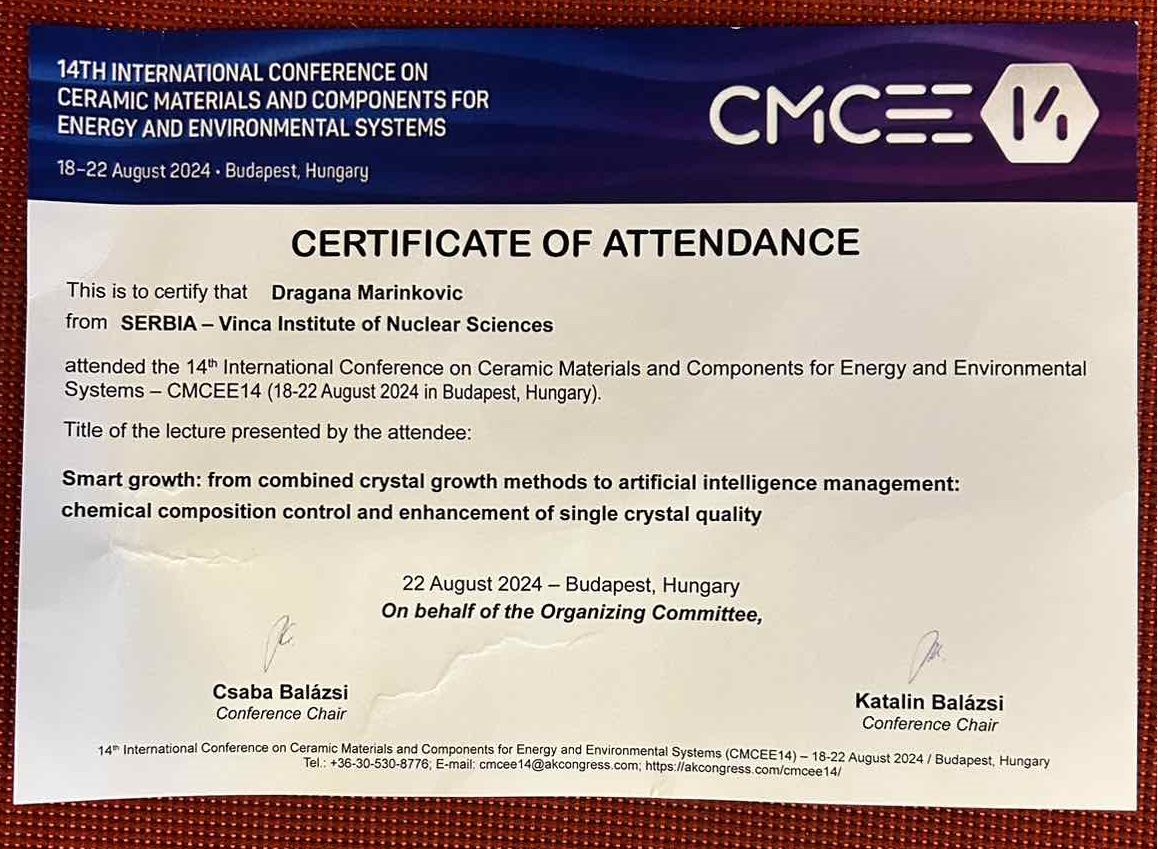 14TH INTERNATIONAL CONFERENCE ON
CERAMIC MATERIALS AND COMPONENTS FOR
ENERGY AND ENVIRONMENTAL SYSTEMS
18–22 August 2024 • Budapest, Hungary
CMCEE 14
CERTIFICATE OF ATTENDANCE
This is to certify that Dragana Marinkovic
from SERBIA – Vinca Institute of Nuclear Sciences
attended the 14th International Conference on Ceramic Materials and Components for Energy and Environmental
Systems – CMCEE14 (18-22 August 2024 in Budapest, Hungary).
Title of the lecture presented by the attendee:
Smart growth: from combined crystal growth methods to artificial intelligence management:
chemical composition control and enhancement of single crystal quality
22 August 2024 – Budapest, Hungary
On behalf of the Organizing Committee,
Csaba Balázsi
Conference Chair
Katalin Balázsi
Conference Chair
14th International Conference on Ceramic Materials and Components for Energy and Environmental Systems (CMCEE14) – 18-22 August 2024 / Budapest, Hungary
Tel.: +36-30-530-8776; E-mail: cmcee14@akcongress.com; https://akcongress.com/cmcee14/